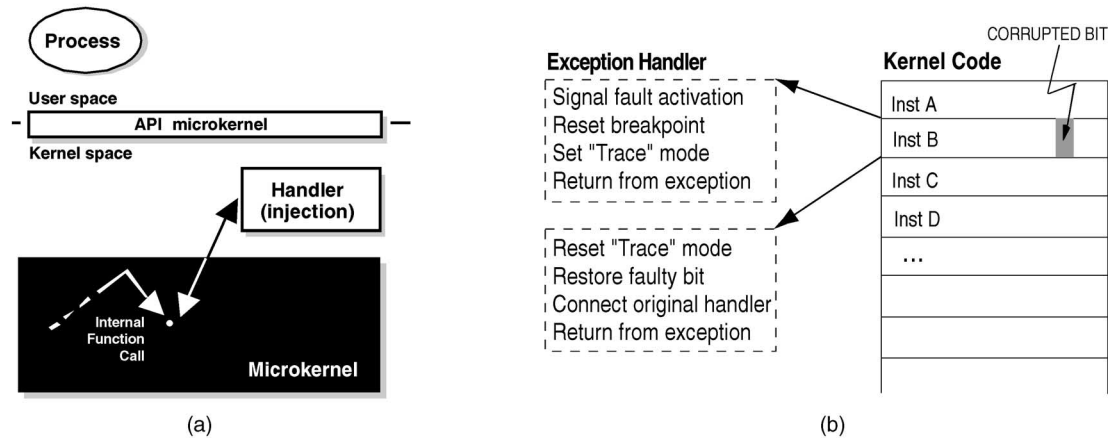 Process
User space
API microkernel
Kernel space
Handler
(injection)
Internal
Function
Call
Microkernel
(a)
CORRUPTED BIT
Exception Handler
Kernel Code
Signal fault activation
Reset breakpoint
Set "Trace" mode
Return from exception
Reset "Trace" mode
Restore faulty bit
Connect original handler
Return from exception
Inst A
Inst B
Inst C
Inst D
...
(b)